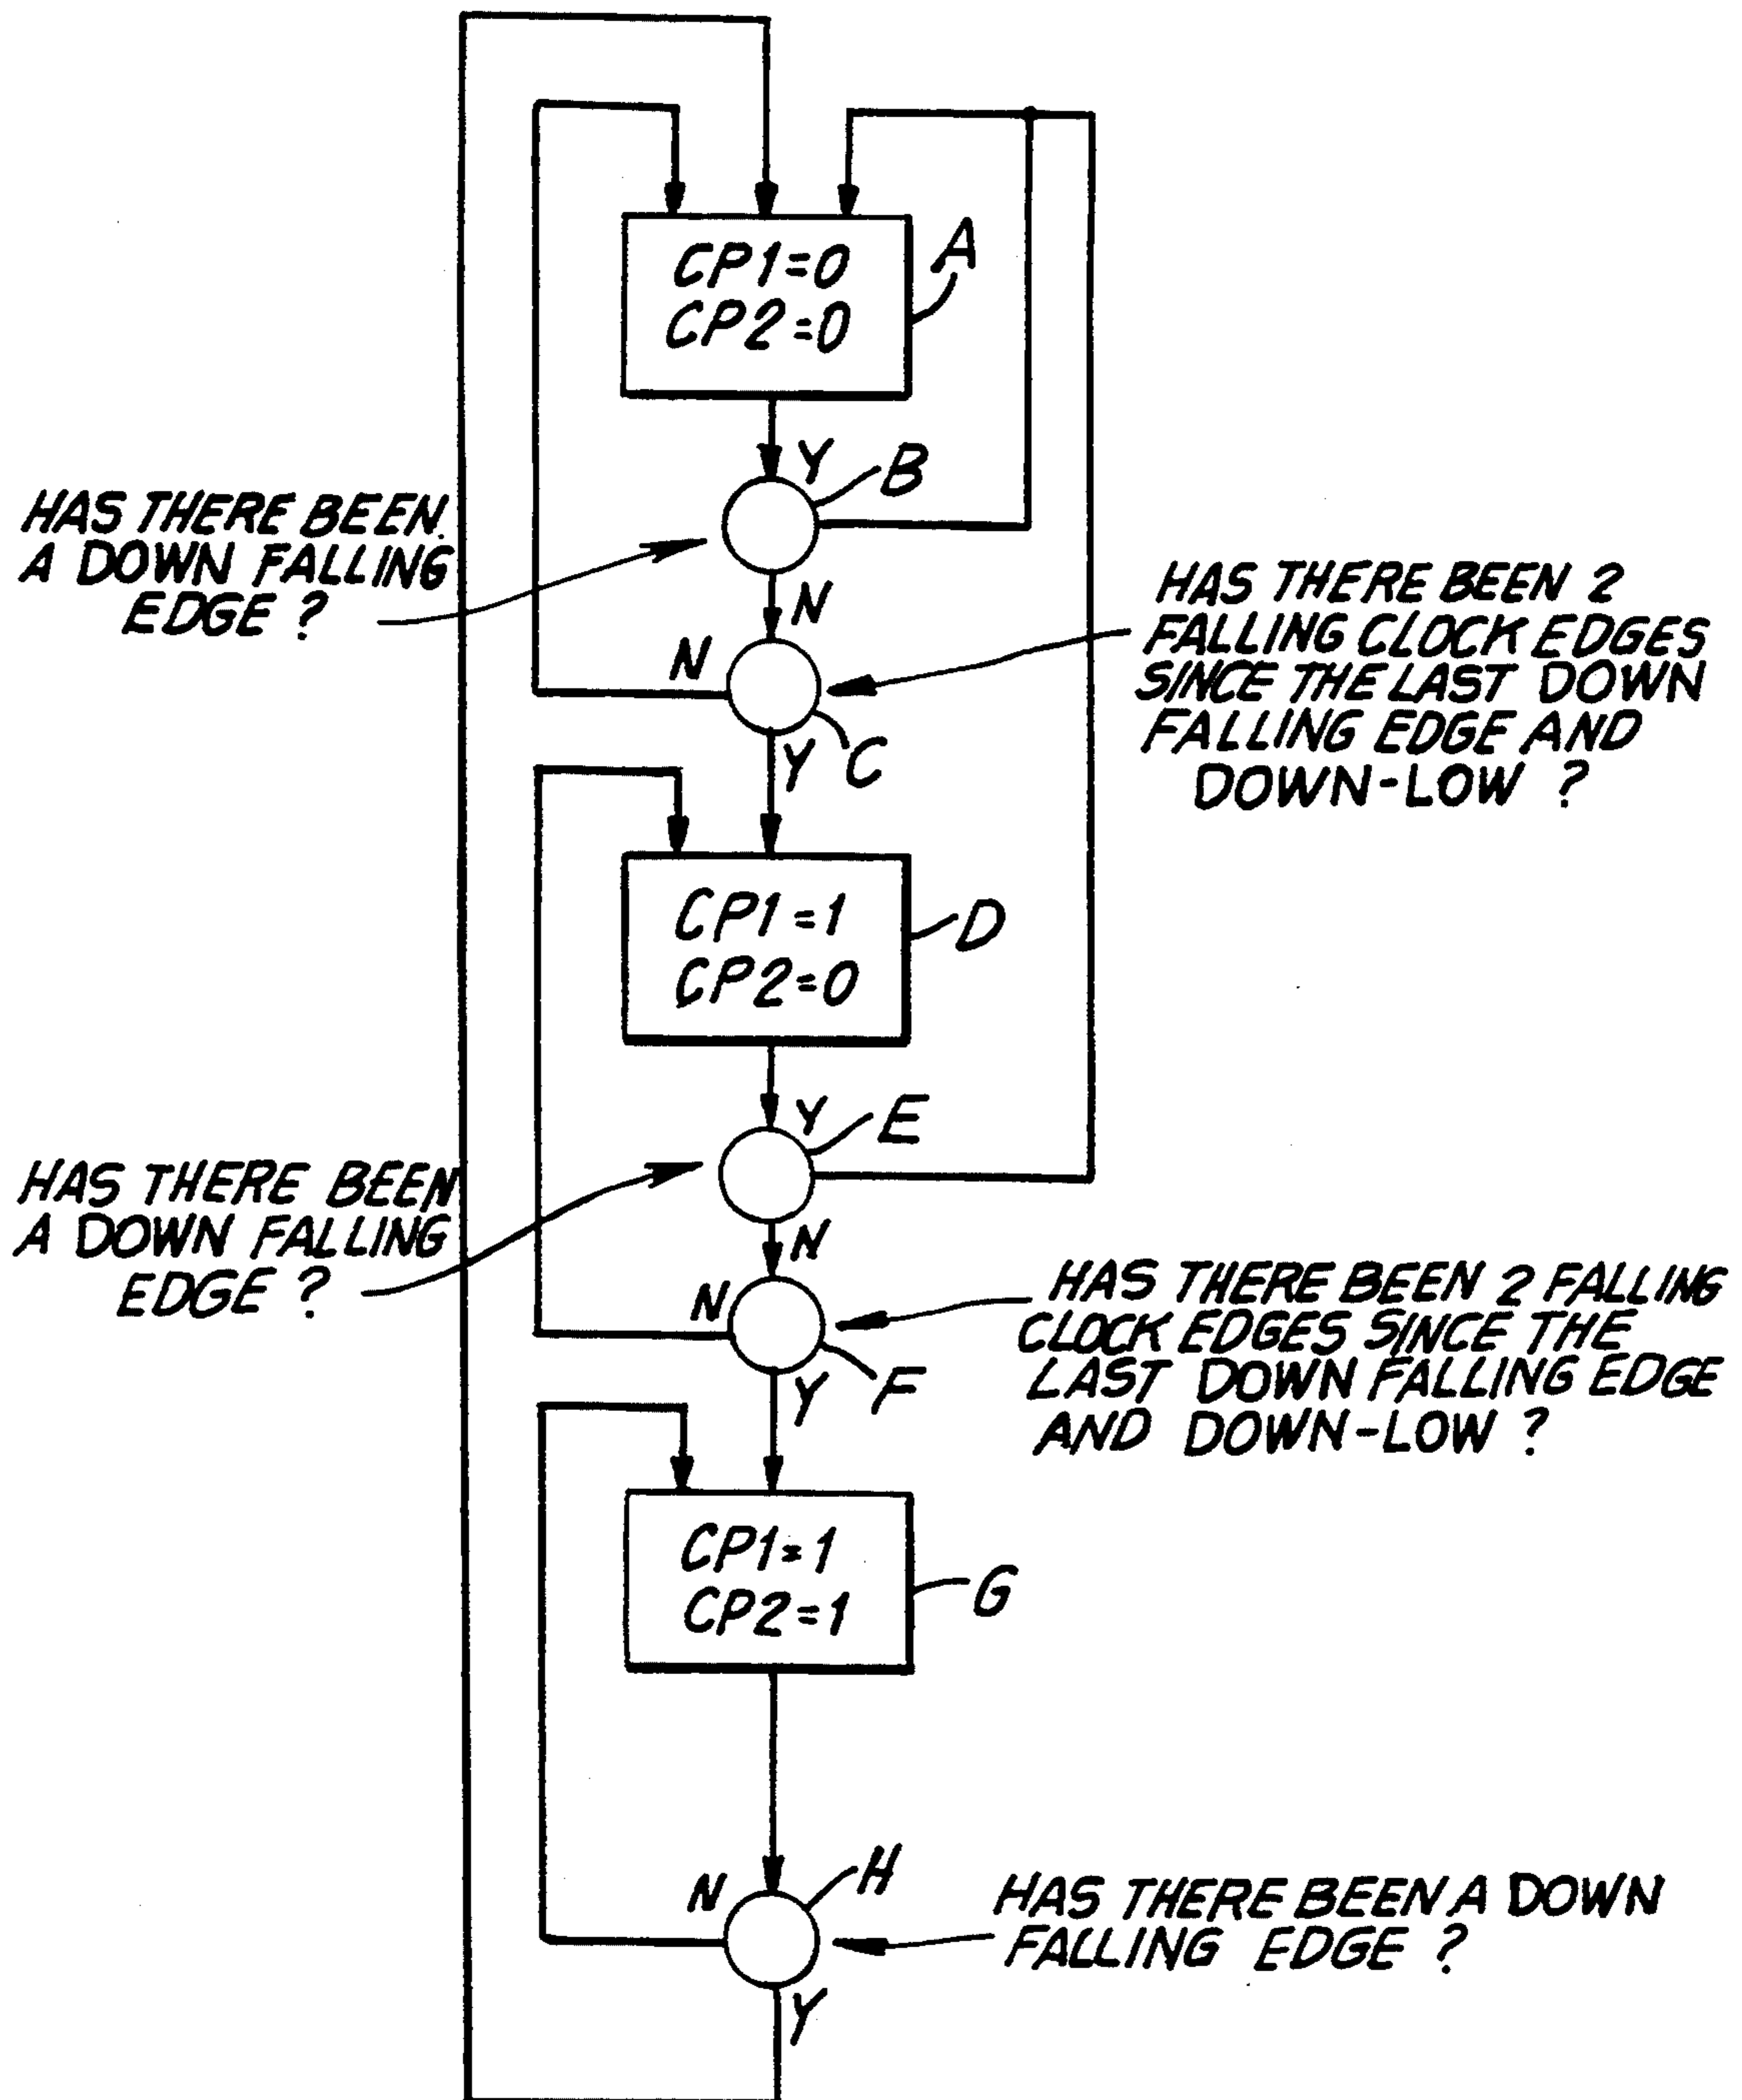 CP1=0
CP2=0
A
Y
B
HAS THERE BEEN
A DOWN FALLING
EDGE ?
N
HAS THERE BEEN 2
FALLING CLOCK EDGES
SINCE THE LAST DOWN
FALLING EDGE AND
DOWN-LOW ?
N
Y
C
CP1=1
CP2=0
D
Y
E
HAS THERE BEEN
A DOWN FALLING
EDGE ?
N
HAS THERE BEEN 2 FALLING
CLOCK EDGES SINCE THE
LAST DOWN FALLING EDGE
AND DOWN-LOW ?
N
Y
F
CP1=1
CP2=1
G
N
H
HAS THERE BEEN A DOWN
FALLING EDGE ?
Y